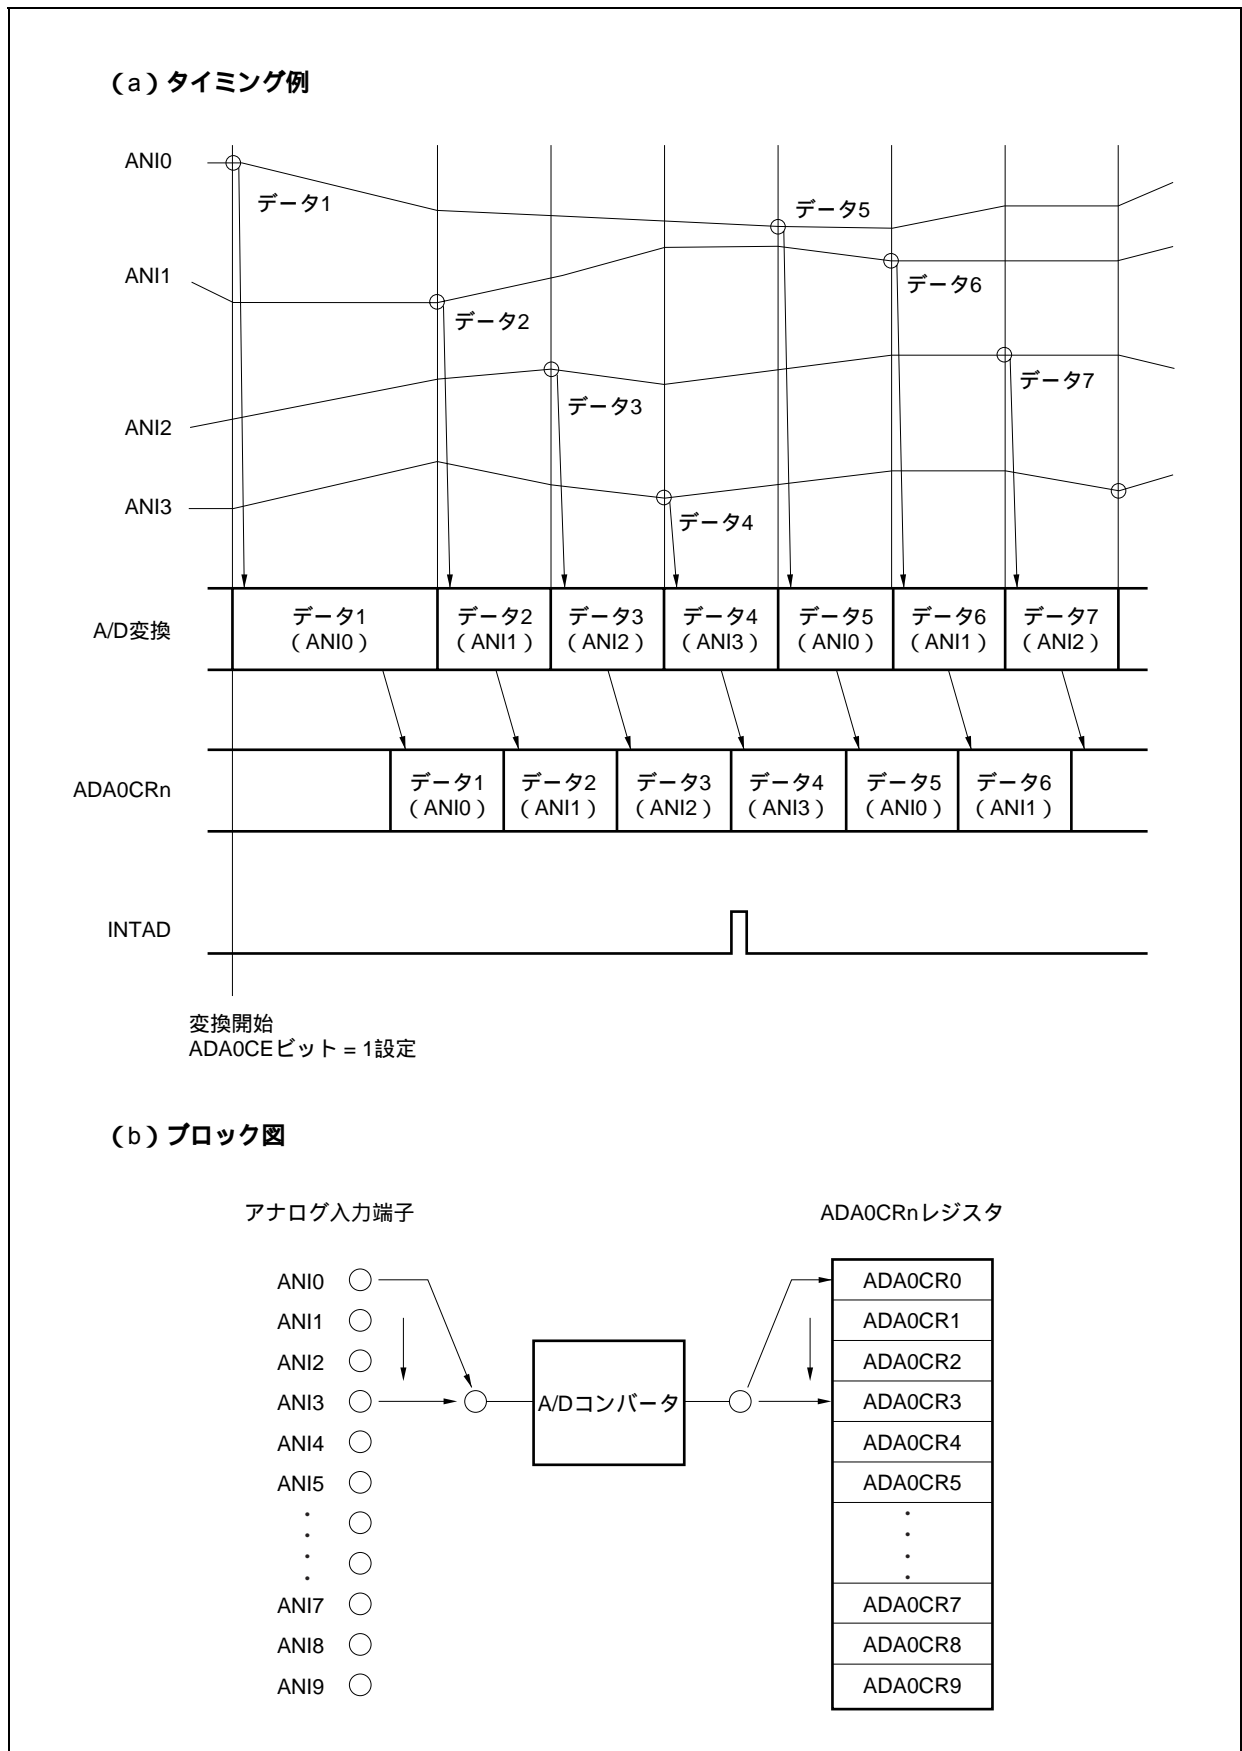 （a）タイミング例
ANI0
データ1
データ5
ANI1
データ6
データ2
データ7
データ3
ANI2
ANI3
データ4
A/D変換
データ1
（ANI0）
データ2
（ANI1）
データ3
（ANI2）
データ4
（ANI3）
データ5
（ANI0）
データ6
（ANI1）
データ7
（ANI2）
ADA0CRn
データ1
（ANI0）
データ2
（ANI1）
データ3
（ANI2）
データ4
（ANI3）
データ5
（ANI0）
データ6
（ANI1）
INTAD
変換開始
ADA0CEビット = 1設定
（b）ブロック図
アナログ入力端子
ADA0CRnレジスタ
ANI0
ANI1
ANI2
ANI3
ANI4
ANI5
ANI7
ANI8
ANI9
A/Dコンバータ
ADA0CR0
ADA0CR1
ADA0CR2
ADA0CR3
ADA0CR4
ADA0CR5
ADA0CR7
ADA0CR8
ADA0CR9